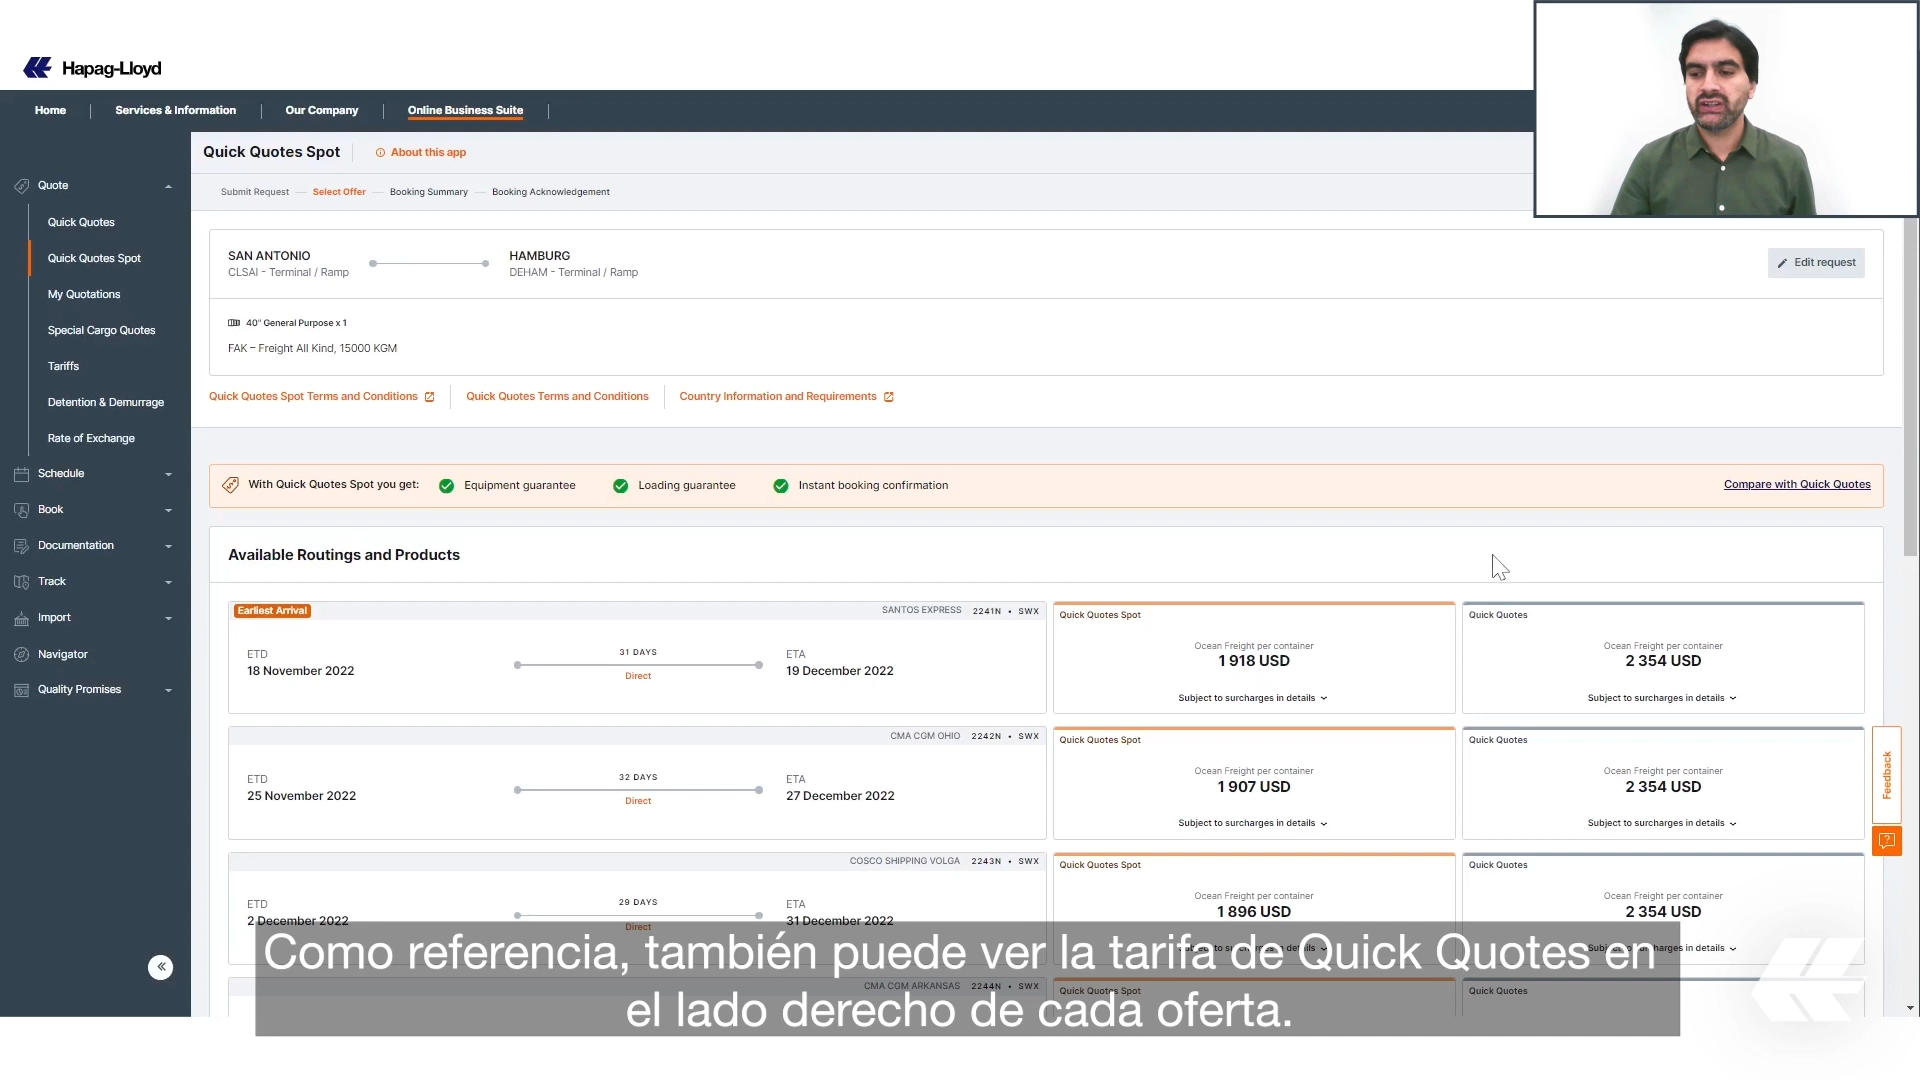 Hapag-Lloyd
Home
Services & Information
Our Company
Online Business Suite
Quick Quotes Spot
About this app
Submit Request
Select Offer
Booking Summary
Booking Acknowledgement
Quote
Quick Quotes
Quick Quotes Spot
My Quotations
Special Cargo Quotes
Tariffs
Detention & Demurrage
Rate of Exchange
Schedule
Book
Documentation
Track
Import
Navigator
Quality Promises
SAN ANTONIO
CLSAI - Terminal / Ramp
HAMBURG
DEHAM - Terminal / Ramp
Edit request
40" General Purpose x 1
FAK – Freight All Kind, 15000 KGM
Quick Quotes Spot Terms and Conditions
Quick Quotes Terms and Conditions
Country Information and Requirements
With Quick Quotes Spot you get:
Equipment guarantee
Loading guarantee
Instant booking confirmation
Compare with Quick Quotes
Available Routings and Products
Earliest Arrival
SANTOS EXPRESS 2241N • SWX
ETD
18 November 2022
31 DAYS
Direct
ETA
19 December 2022
Quick Quotes Spot
Ocean Freight per container
1 918 USD
Subject to surcharges in details
Quick Quotes
Ocean Freight per container
2 354 USD
Subject to surcharges in details
CMA CGM OHIO 2242N • SWX
ETD
25 November 2022
32 DAYS
Direct
ETA
27 December 2022
Quick Quotes Spot
Ocean Freight per container
1 907 USD
Subject to surcharges in details
Quick Quotes
Ocean Freight per container
2 354 USD
Subject to surcharges in details
COSCO SHIPPING VOLGA 2243N • SWX
ETD
2 December 2022
29 DAYS
Direct
ETA
31 December 2022
Quick Quotes Spot
Ocean Freight per container
1 896 USD
Subject to surcharges in details
Quick Quotes
Ocean Freight per container
2 354 USD
Subject to surcharges in details
CMA CGM ARKANSAS 2244N • SWX
Quick Quotes Spot
Quick Quotes
Feedback
Como referencia, también puede ver la tarifa de Quick Quotes en
el lado derecho de cada oferta.